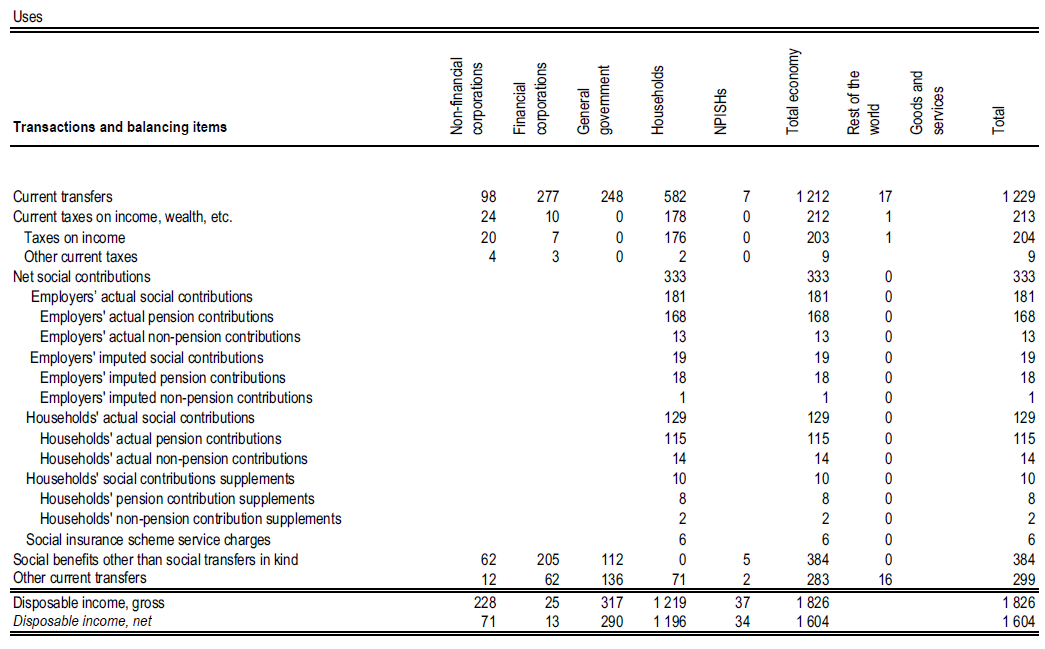 Uses
Transactions and balancing items Non-financial corporations Financial corporations General government Households NPISHs Total economy Rest of the world Goods and services Total
Current transfers 98 277 248 582 7 1 212 17 1 229
Current taxes on income, wealth, etc. 24 10 0 178 0 212 1 213
Taxes on income 20 7 0 176 0 203 1 204
Other current taxes 4 3 0 2 0 9 9
Net social contributions 333 333 0 333
Employers’ actual social contributions 181 181 0 181
Employers' actual pension contributions 168 168 0 168
Employers' actual non-pension contributions 13 13 0 13
Employers' imputed social contributions 19 19 0 19
Employers' imputed pension contributions 18 18 0 18
Employers' imputed non-pension contributions 1 1 0 1
Households' actual social contributions 129 129 0 129
Households' actual pension contributions 115 115 0 115
Households' actual non-pension contributions 14 14 0 14
Households' social contributions supplements 10 10 0 10
Households' pension contribution supplements 8 8 0 8
Households' non-pension contribution supplements 2 2 0 2
Social insurance scheme service charges 6 6 0 6
Social benefits other than social transfers in kind 62 205 112 0 5 384 0 384
Other current transfers 12 62 136 71 2 283 16 299
Disposable income, gross 228 25 317 1 219 37 1 826 1 826
Disposable income, net 71 13 290 1 196 34 1 604 1 604